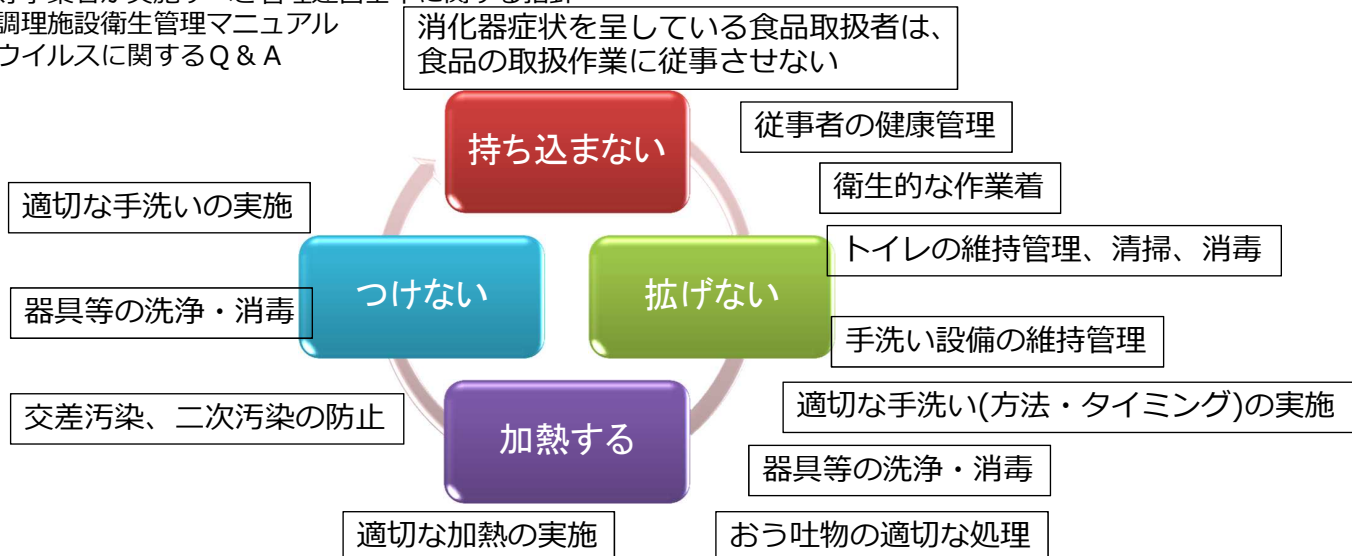 調理施設衛生管理マニュアル
ウイルスに関するＱ＆Ａ
消化器症状を呈している食品取扱者は、
食品の取扱作業に従事させない
持ち込まない
従事者の健康管理
衛生的な作業着
適切な手洗いの実施
トイレの維持管理、清掃、消毒
つけない
拡げない
器具等の洗浄・消毒
手洗い設備の維持管理
適切な手洗い(方法・タイミング)の実施
交差汚染、二次汚染の防止
加熱する
器具等の洗浄・消毒
適切な加熱の実施
おう吐物の適切な処理